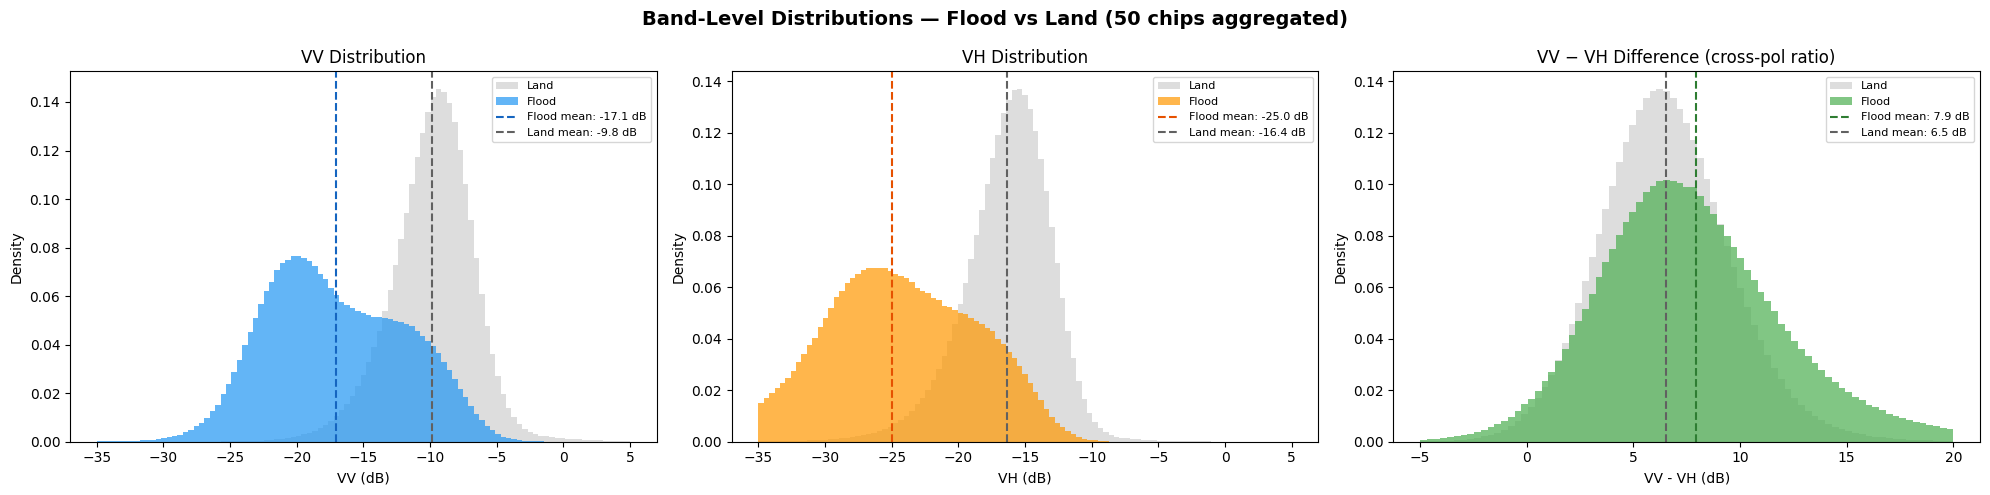 Band-Level Distributions — Flood vs Land (50 chips aggregated)
VV Distribution
0.14
0.12
0.10
0.08
0.06
0.04
0.02
0.00
Density
−35
−30
−25
−20
−15
−10
−5
0
5
VV (dB)
Land
Flood
Flood mean: -17.1 dB
Land mean: -9.8 dB
VH Distribution
0.14
0.12
0.10
0.08
0.06
0.04
0.02
0.00
Density
−35
−30
−25
−20
−15
−10
−5
0
5
VH (dB)
Land
Flood
Flood mean: -25.0 dB
Land mean: -16.4 dB
VV − VH Difference (cross-pol ratio)
0.14
0.12
0.10
0.08
0.06
0.04
0.02
0.00
Density
−5
0
5
10
15
20
VV - VH (dB)
Land
Flood
Flood mean: 7.9 dB
Land mean: 6.5 dB